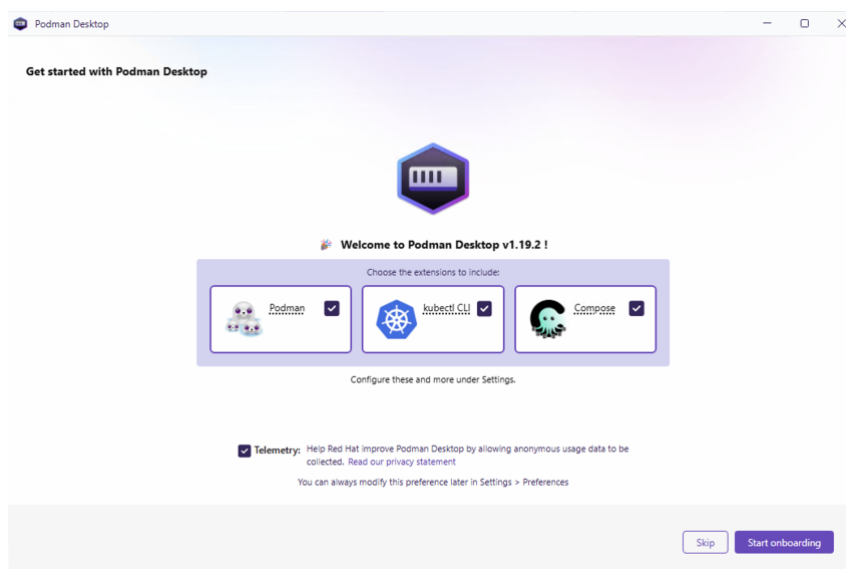 Podman Desktop
Get started with Podman Desktop
Welcome to Podman Desktop v1.19.2 !
Choose the extensions to include:
Podman
kubectl CLI
Compose
Configure these and more under Settings.
Telemetry: Help Red Hat improve Podman Desktop by allowing anonymous usage data to be
collected. Read our privacy statement
You can always modify this preference later in Settings > Preferences
Skip
Start onboarding